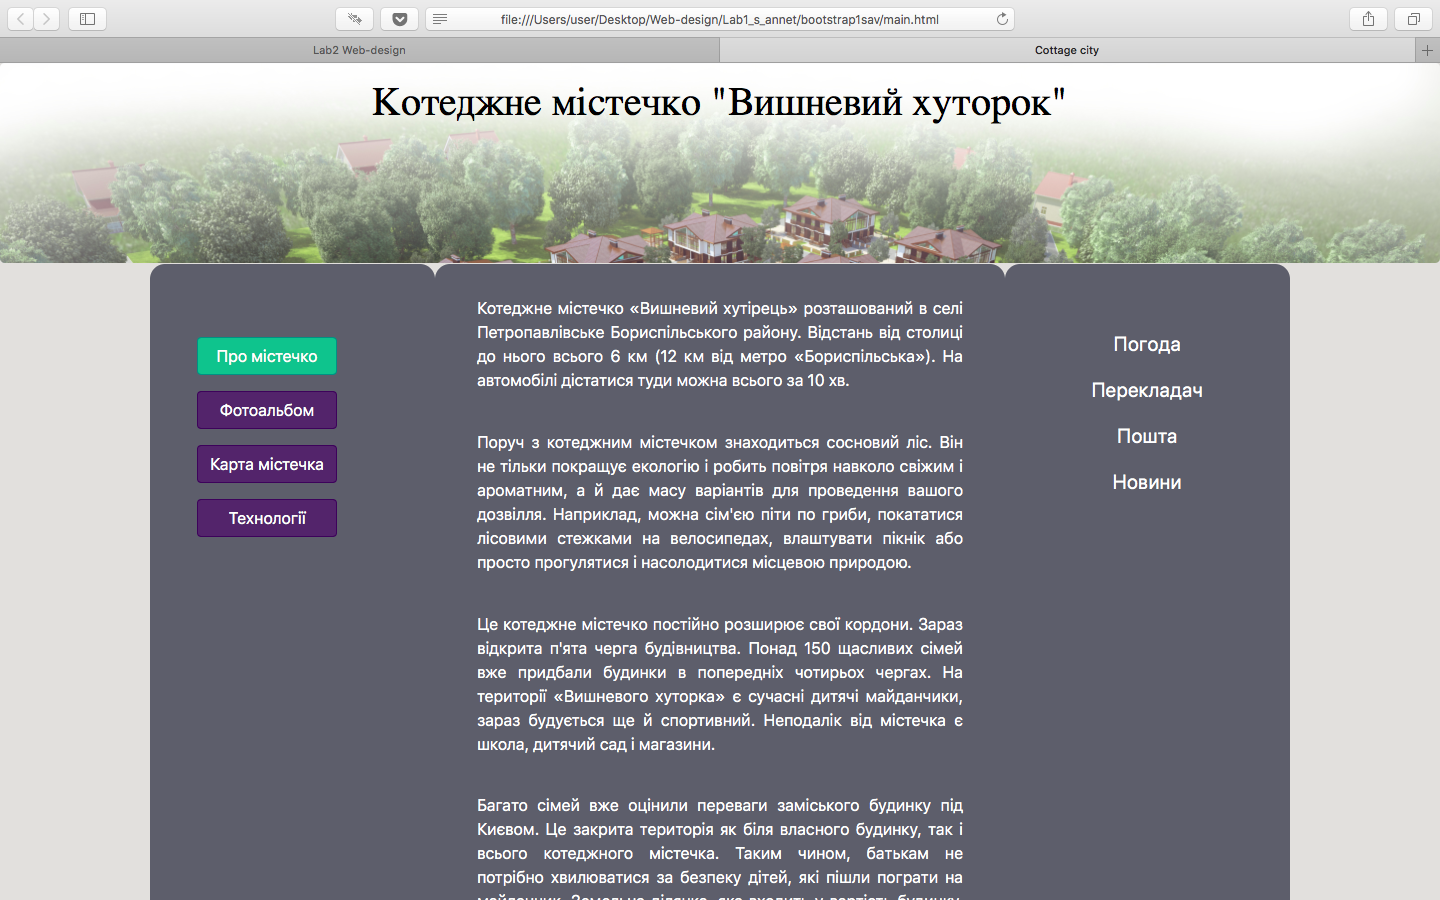 file:///Users/user/Desktop/Web-design/Lab1_s_annet/bootstrap1sav/main.html
Lab2 Web-design
Cottage city
Котеджне містечко "Вишневий хуторок"
Про містечко
Фотоальбом
Карта містечка
Технології
Котеджне містечко «Вишневий хутірець» розташований в селі
Петропавлівське Бориспільського району. Відстань від столиці
до нього всього 6 км (12 км від метро «Бориспільська»). На
автомобілі дістатися туди можна всього за 10 хв.
Поруч з котеджним містечком знаходиться сосновий ліс. Він
не тільки покращує екологію і робить повітря навколо свіжим і
ароматним, а й дає масу варіантів для проведення вашого
дозвілля. Наприклад, можна сім'єю піти по гриби, покататися
лісовими стежками на велосипедах, влаштувати пікнік або
просто прогулятися і насолодитися місцевою природою.
Це котеджне містечко постійно розширює свої кордони. Зараз
відкрита п'ята черга будівництва. Понад 150 щасливих сімей
вже придбали будинки в попередніх чотирьох чергах. На
території «Вишневого хуторка» є сучасні дитячі майданчики,
зараз будується ще й спортивний. Неподалік від містечка є
школа, дитячий сад і магазини.
Багато сімей вже оцінили переваги заміського будинку під
Києвом. Це закрита територія як біля власного будинку, так і
всього котеджного містечка. Таким чином, батькам не
потрібно хвилюватися за безпеку дітей, які пішли пограти на
Погода
Перекладач
Пошта
Новини